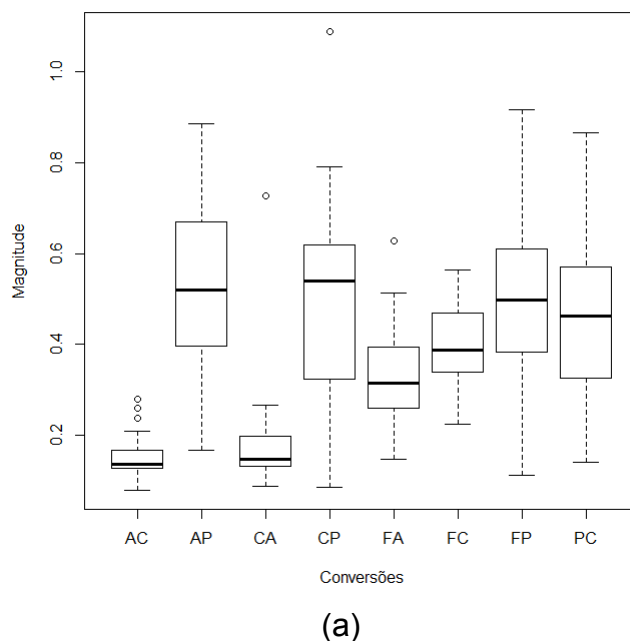 Magnitude
1.0
0.8
0.6
0.4
0.2
AC AP CA CP FA FC FP PC
Conversões
(a)